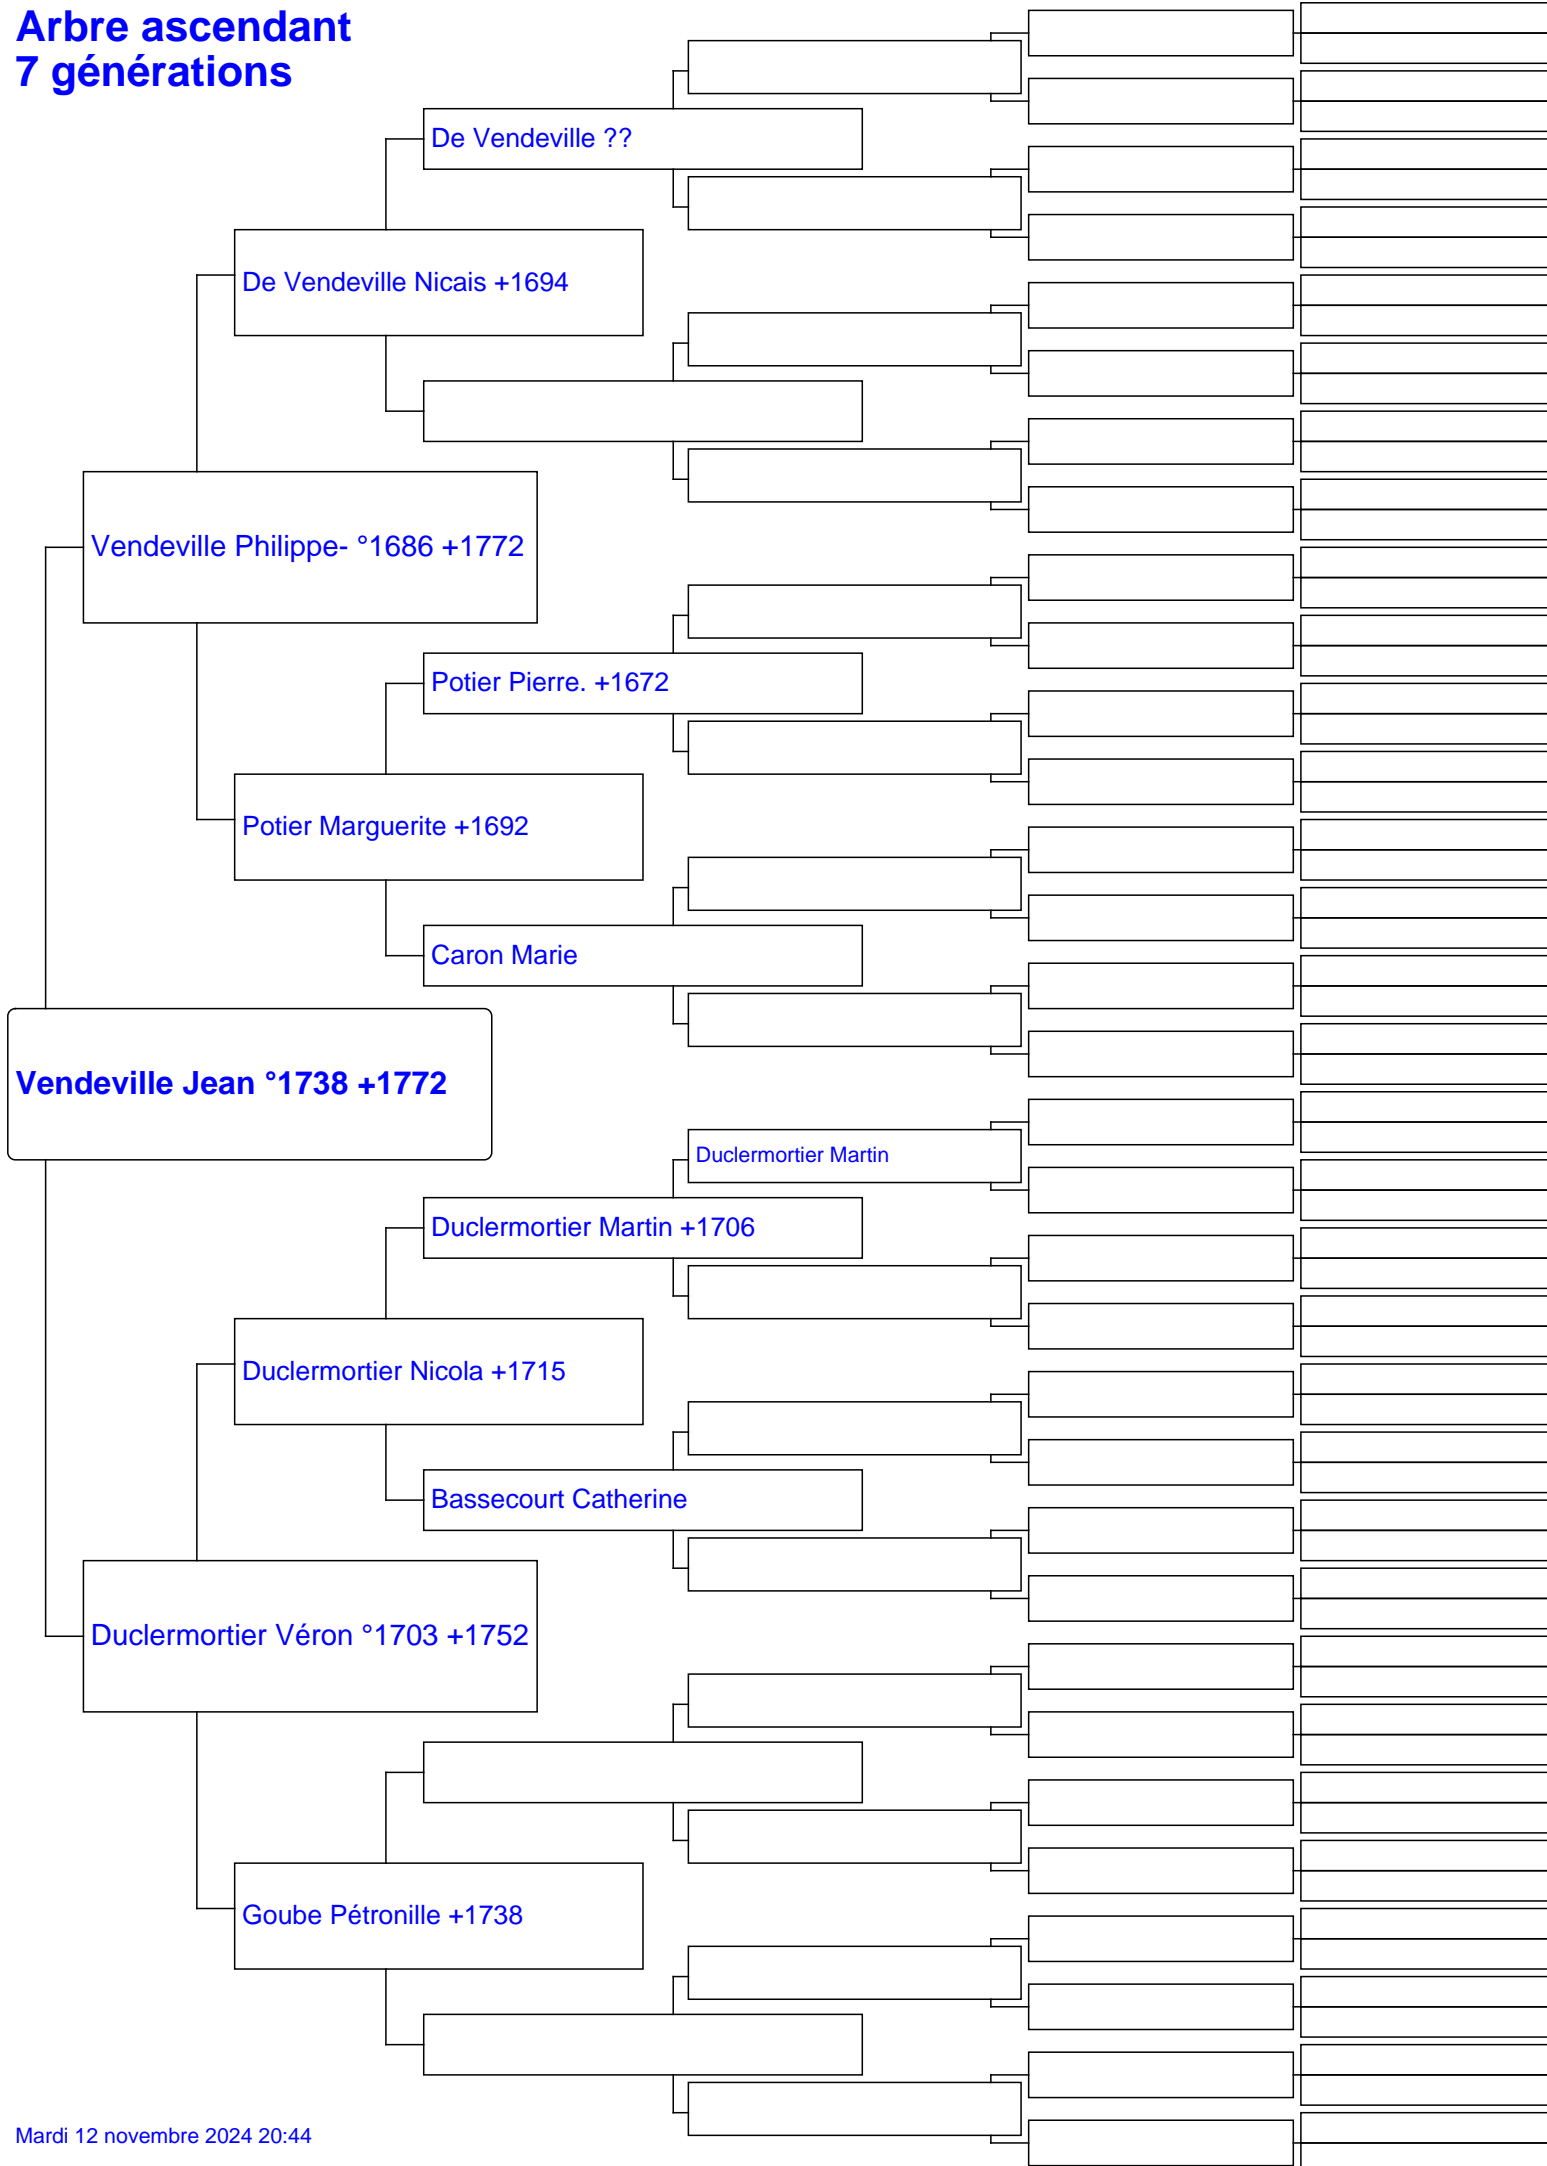 Arbre ascendant
7 générations
De Vendeville ??
De Vendeville Nicais +1694
Vendeville Philippe- °1686 +1772
Potier Pierre. +1672
Potier Marguerite +1692
Caron Marie
Vendeville Jean °1738 +1772
Duclermortier Martin
Duclermortier Martin +1706
Duclermortier Nicola +1715
Bassecourt Catherine
Duclermortier Véron °1703 +1752
Goube Pétronille +1738
Mardi 12 novembre 2024 20:44